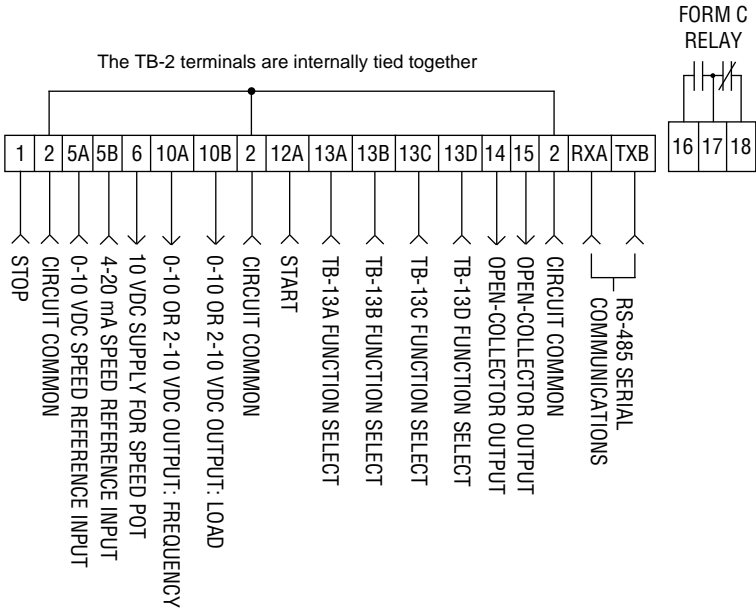 FORM C
RELAY
The TB-2 terminals are internally tied together
1 2 5A 5B 6 10A 10B 2 12A 13A 13B 13C 13D 14 15 2 RXA TXB
16 17 18
STOP
CIRCUIT COMMON
0-10 VDC SPEED REFERENCE INPUT
4-20 mA SPEED REFERENCE INPUT
10 VDC SUPPLY FOR SPEED POT
0-10 OR 2-10 VDC OUTPUT: FREQUENCY
0-10 OR 2-10 VDC OUTPUT: LOAD
CIRCUIT COMMON
START
TB-13A FUNCTION SELECT
TB-13B FUNCTION SELECT
TB-13C FUNCTION SELECT
TB-13D FUNCTION SELECT
OPEN-COLLECTOR OUTPUT
OPEN-COLLECTOR OUTPUT
CIRCUIT COMMON
RS-485 SERIAL
COMMUNICATIONS